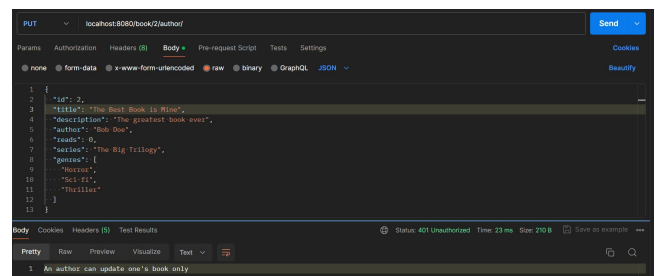 PUT localhost:8080/book/2/author/ Send
Params Authorization Headers (8) Body Pre-request Script Tests Settings Cookies
none form-data x-www-form-urlencoded raw binary GraphQL JSON Beautify
1 {
2 "id": 2,
3 "title": "The Best Book is Mine",
4 "description": "The greatest book ever",
5 "author": "Bob Doe",
6 "reads": 0,
7 "series": "The Big Trilogy",
8 "genres": [
9 "Horror",
10 "Sci-fi",
11 "Thriller"
12 ]
13 }
Body Cookies Headers (5) Test Results Status: 401 Unauthorized Time: 23 ms Size: 210 B Save as example
Pretty Raw Preview Visualize Text
1 An author can update one's book only